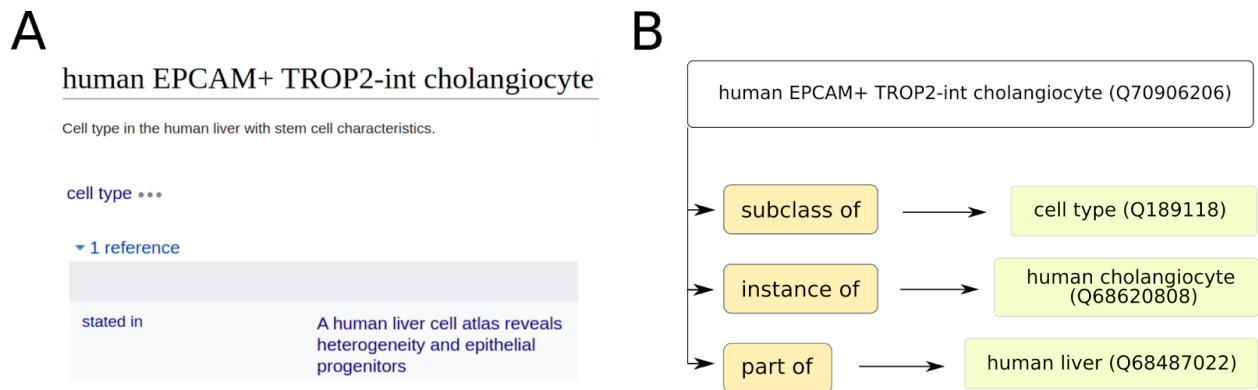 A
human EPCAM+ TROP2-int cholangiocyte
Cell type in the human liver with stem cell characteristics.
cell type •••
1 reference
stated in
A human liver cell atlas reveals
heterogeneity and epithelial
progenitors
B
human EPCAM+ TROP2-int cholangiocyte (Q70906206)
subclass of
cell type (Q189118)
instance of
human cholangiocyte
(Q68620808)
part of
human liver (Q68487022)